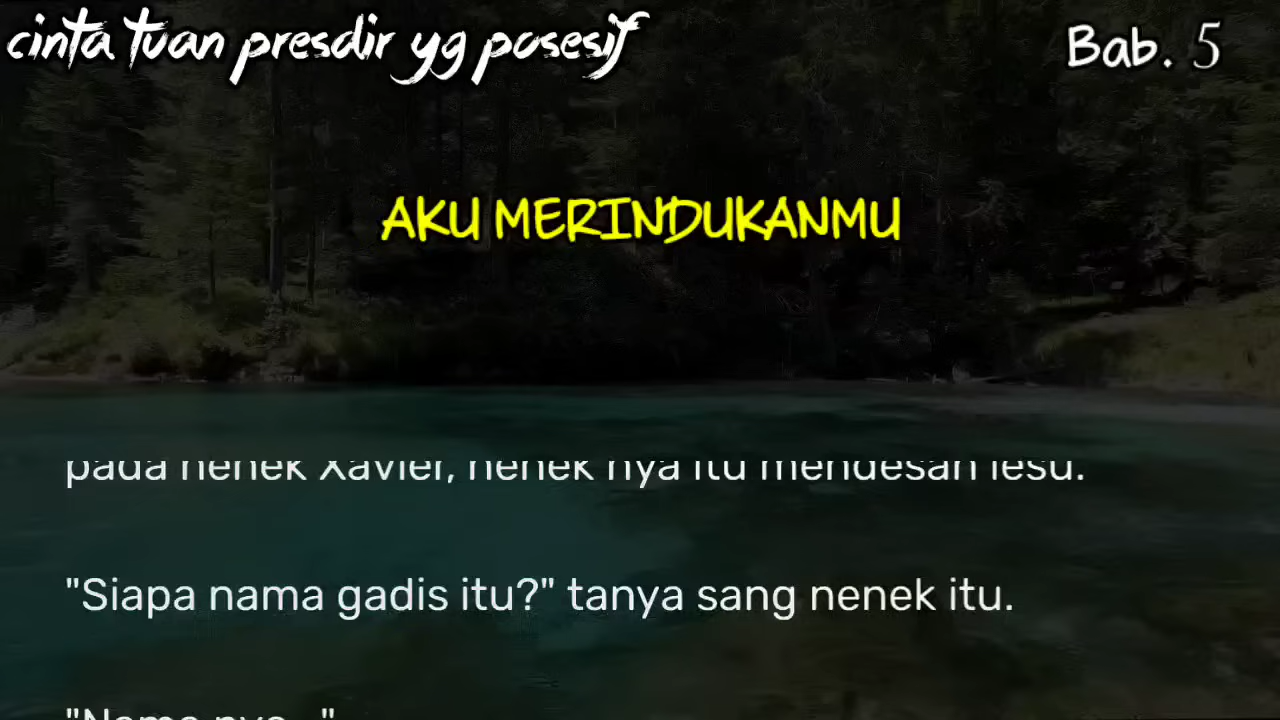 cinta tuan presdir yg posesif
Bab. 5
AKU MERINDUKANMU
pada nenek Xavier, nenek nya itu mendesah lesu.
"Siapa nama gadis itu?" tanya sang nenek itu.
"Nama nya